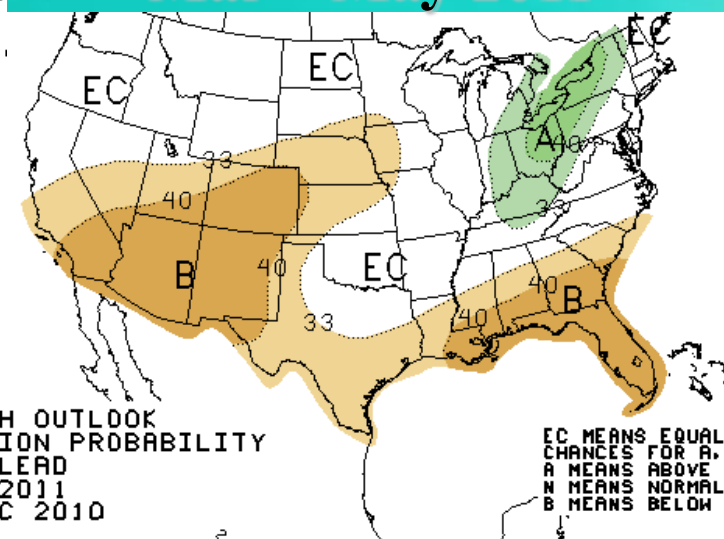 May
EC
EC
EC
A
40
33
33
40
B
40
EC
33
40
40
B
H OUTLOOK
ION PROBABILITY
LEAD
2011
C 2010
EC MEANS EQUAL
CHANCES FOR A,
A MEANS ABOVE
N MEANS NORMAL
B MEANS BELOW